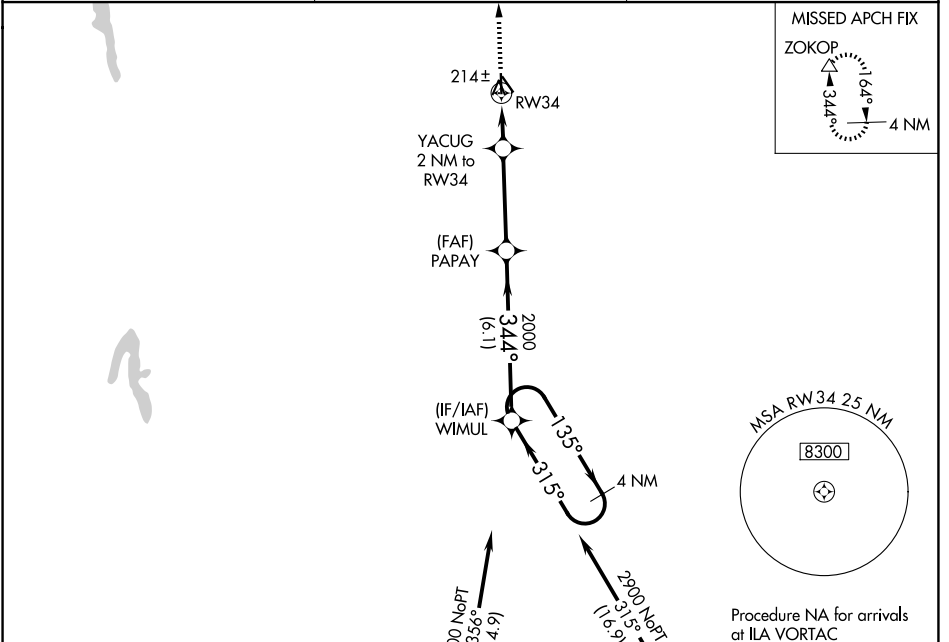 MISSED APCH FIX
ZOKOP
344°
164°
4 NM
214±
RW34
YACUG
2 NM to
RW34
(FAF)
PAPAY
2000
344°
(6.1)
(IF/IAF)
WIMUL
135°
315°
4 NM
MSA RW34 25 NM
8300
00 NoPT
356°
4.9)
2900 NoPT
315°
(16.9)
Procedure NA for arrivals
at ILA VORTAC